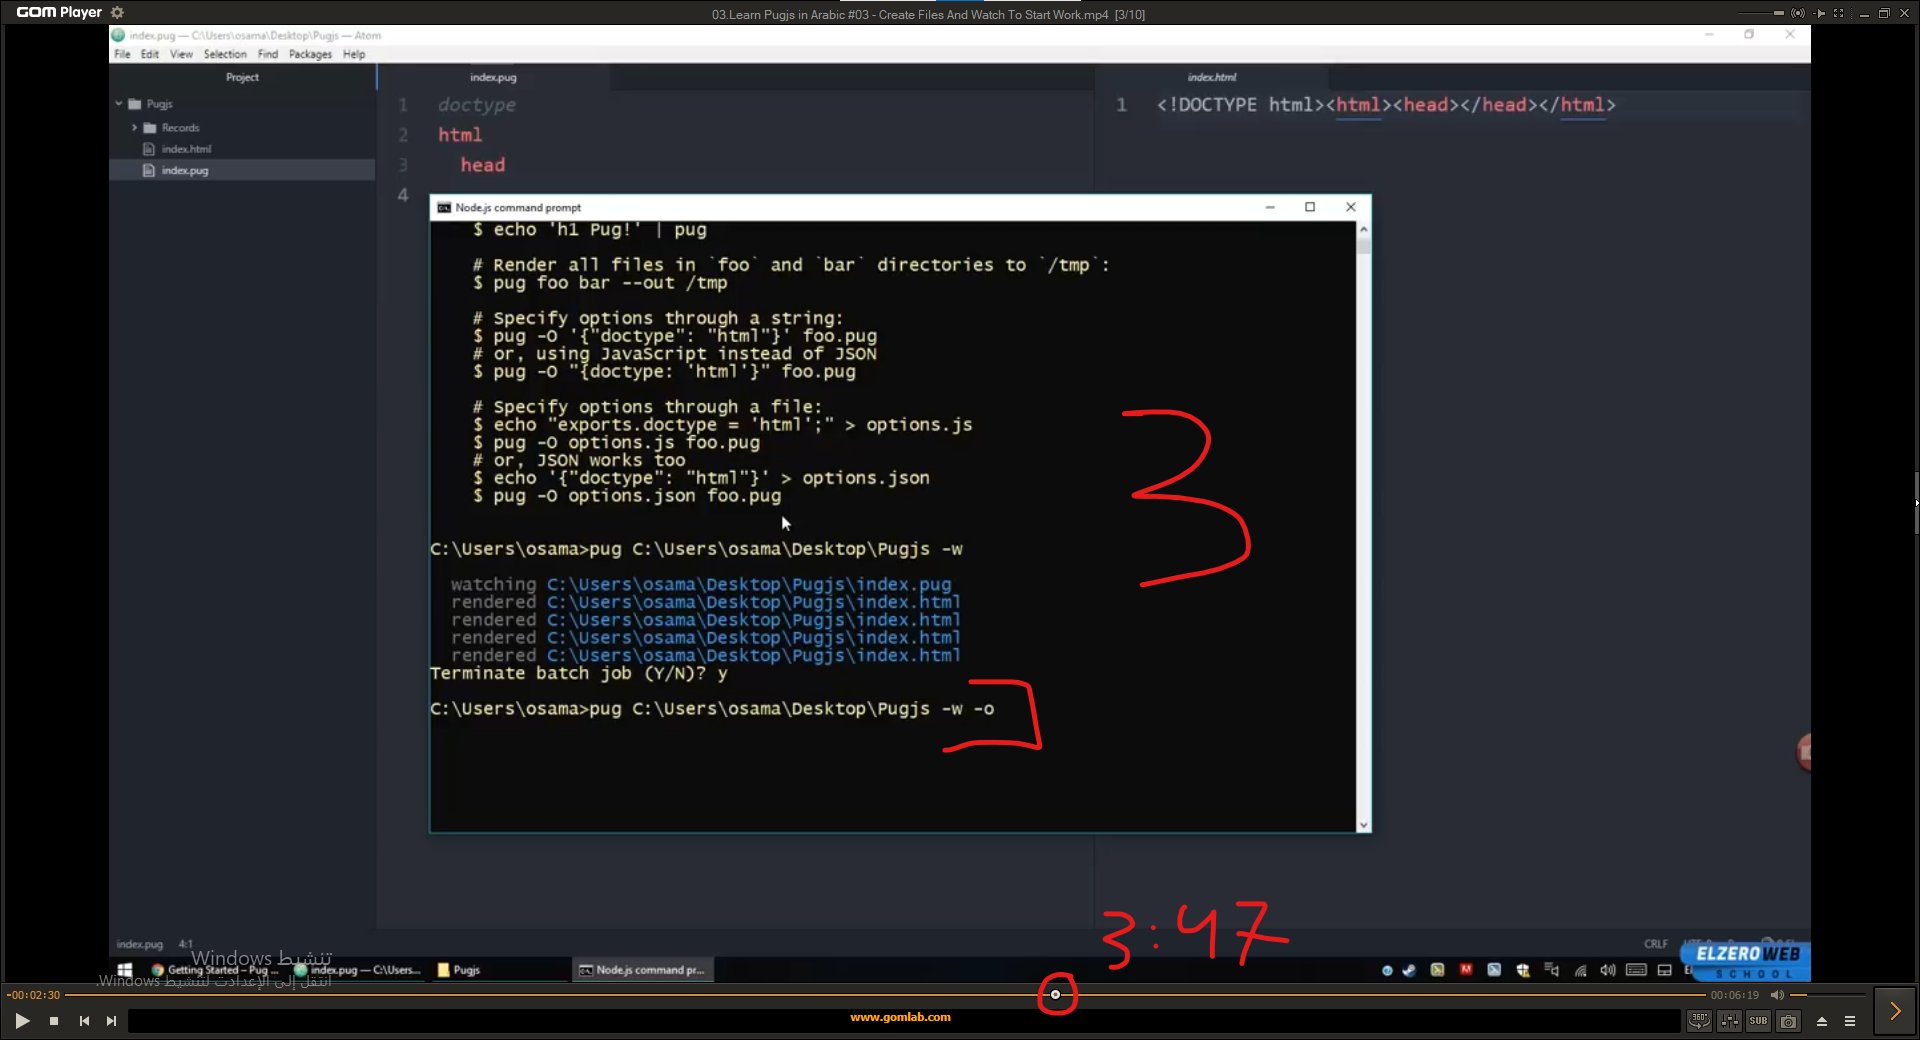 GOM Player
03.Learn Pugjs in Arabic #03 - Create Files And Watch To Start Work.mp4 [3/10]
index.pug — C:\Users\osama\Desktop\Pugjs — Atom
File Edit View Selection Find Packages Help
Project
index.pug
index.html
Pugjs
Records
index.html
index.pug
1 doctype
2 html
3 head
4
1 <!DOCTYPE html><html><head></head></html>
Node.js command prompt
$ echo 'h1 Pug!' | pug
# Render all files in `foo` and `bar` directories to `/tmp`:
$ pug foo bar --out /tmp
# Specify options through a string:
$ pug -O '{"doctype": "html"}' foo.pug
# or, using JavaScript instead of JSON
$ pug -O "{doctype: 'html'}" foo.pug
# Specify options through a file:
$ echo "exports.doctype = 'html';" > options.js
$ pug -O options.js foo.pug
# or, JSON works too
$ echo '{"doctype": "html"}' > options.json
$ pug -O options.json foo.pug
C:\Users\osama>pug C:\Users\osama\Desktop\Pugjs -w
watching C:\Users\osama\Desktop\Pugjs\index.pug
rendered C:\Users\osama\Desktop\Pugjs\index.html
rendered C:\Users\osama\Desktop\Pugjs\index.html
rendered C:\Users\osama\Desktop\Pugjs\index.html
rendered C:\Users\osama\Desktop\Pugjs\index.html
Terminate batch job (Y/N)? y
C:\Users\osama>pug C:\Users\osama\Desktop\Pugjs -w -o
3
3:47
index.pug 4:1
CRLF
ELZEROWEB
SCHOOL
تنشيط Windows
انتقل إلى الإعدادات لتنشيط Windows.
Getting Started – Pug ...
index.pug — C:\Users...
Pugjs
Node.js command pr...
-00:02:30
00:06:19
www.gomlab.com
360°
SUB